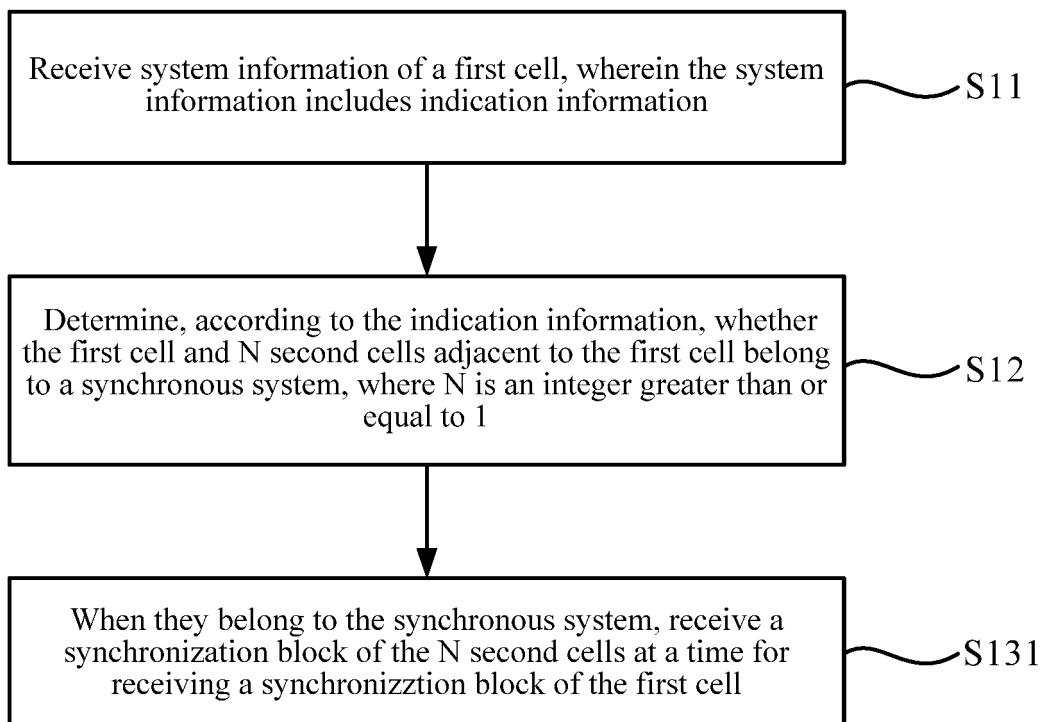 Receive system information of a first cell, wherein the system
information includes indication information
S11
Determine, according to the indication information, whether
the first cell and N second cells adjacent to the first cell belong
to a synchronous system, where N is an integer greater than or
equal to 1
S12
When they belong to the synchronous system, receive a
synchronization block of the N second cells at a time for
receiving a synchronizztion block of the first cell
S131